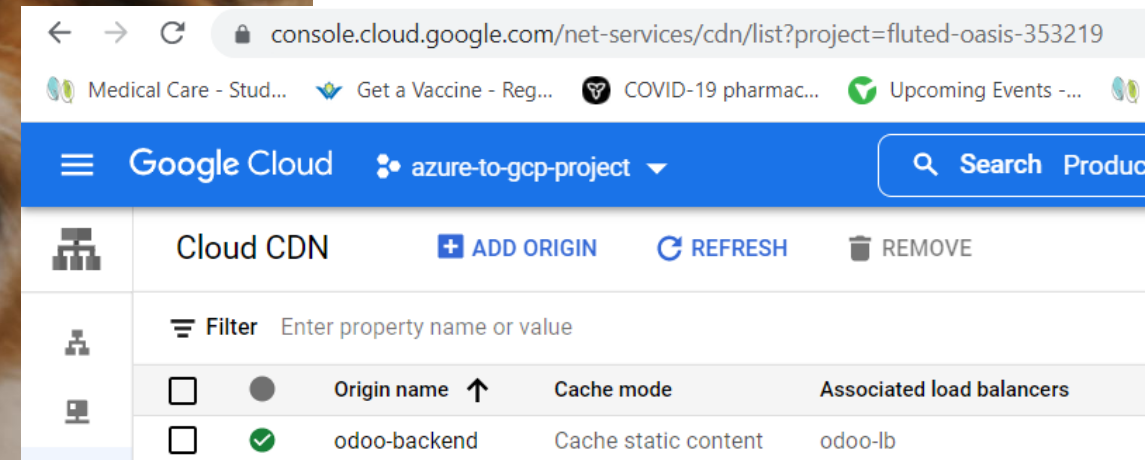 console.cloud.google.com/net-services/cdn/list?project=fluted-oasis-353219
Medical Care - Stud... Get a Vaccine - Reg... COVID-19 pharmac... Upcoming Events -...
Google Cloud azure-to-gcp-project Search Produc
Cloud CDN ADD ORIGIN REFRESH REMOVE
Filter Enter property name or value
Origin name Cache mode Associated load balancers
odoo-backend Cache static content odoo-lb